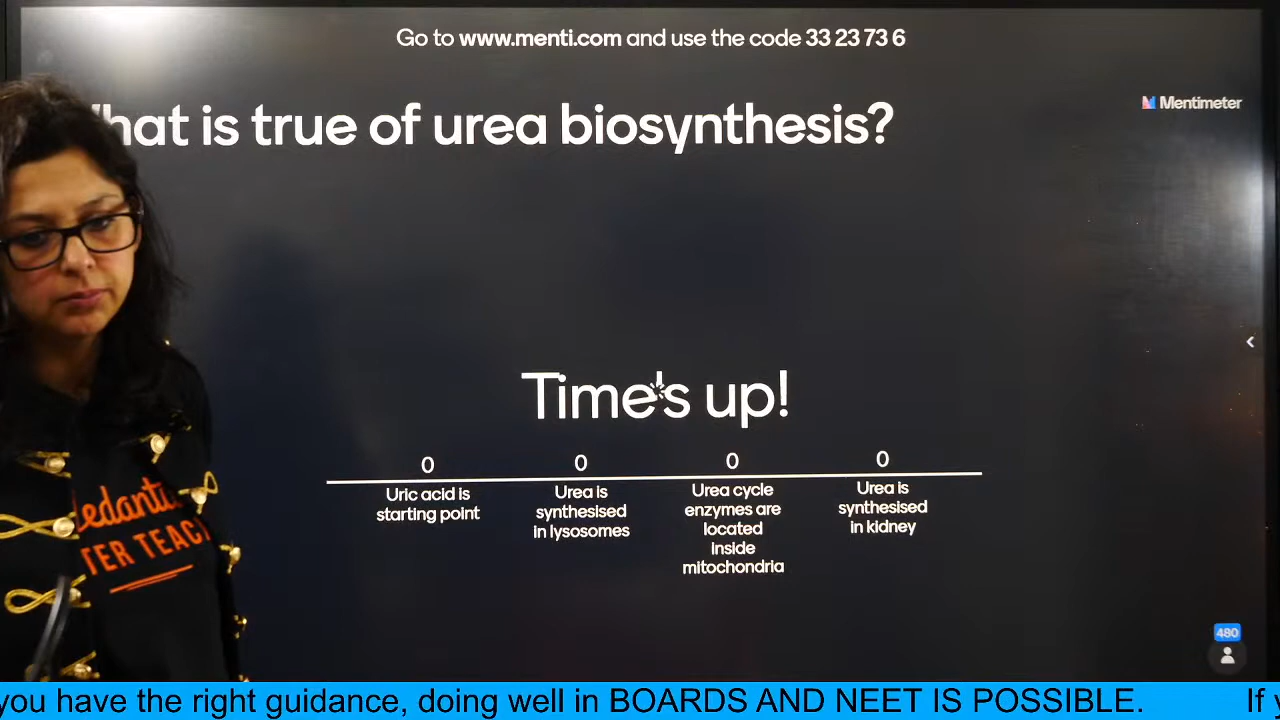 Go to www.menti.com and use the code 33 23 73 6
Mentimeter
hat is true of urea biosynthesis?
Time's up!
0 0 0 0
Uric acid is
starting point
Urea is
synthesised
in lysosomes
Urea cycle
enzymes are
located
inside
mitochondria
Urea is
synthesised
in kidney
edant
TER TEAC
480
you have the right guidance, doing well in BOARDS AND NEET IS POSSIBLE. If